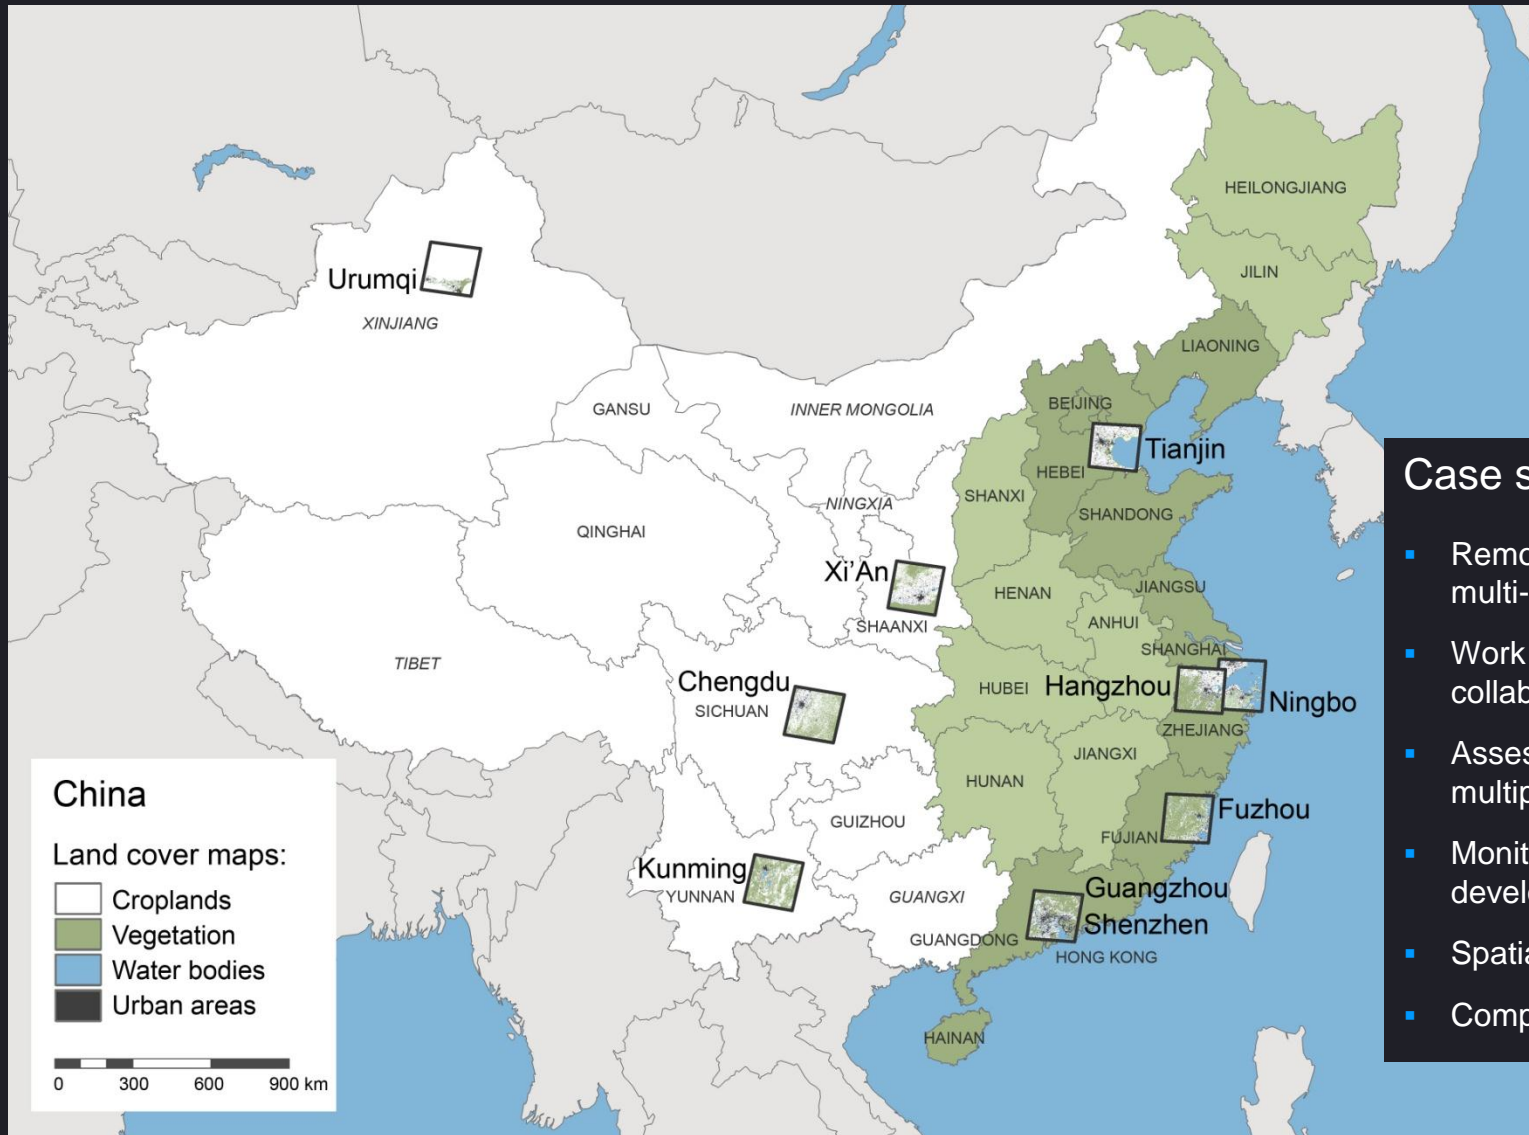 HEILONGJIANG
JILIN
Urumqi
XINJIANG
LIAONING
GANSU
INNER MONGOLIA
BEIJING
Tianjin
HEBEI
NINGXIA
SHANXI
SHANDONG
QINGHAI
Xi'An
HENAN
JIANGSU
ANHUI
SHAANXI
SHANGHAI
TIBET
Chengdu
SICHUAN
HUBEI
Hangzhou
Ningbo
ZHEJIANG
JIANGXI
HUNAN
GUIZHOU
Fuzhou
FUJIAN
Kunming
YUNNAN
GUANGXI
Guangzhou
Shenzhen
GUANGDONG
HONG KONG
HAINAN
China
Land cover maps:
Croplands
Vegetation
Water bodies
Urban areas
0 300 600 900 km
Case s
Remo
multi-
Work
collab
Asses
multip
Monit
develo
Spatia
Comp